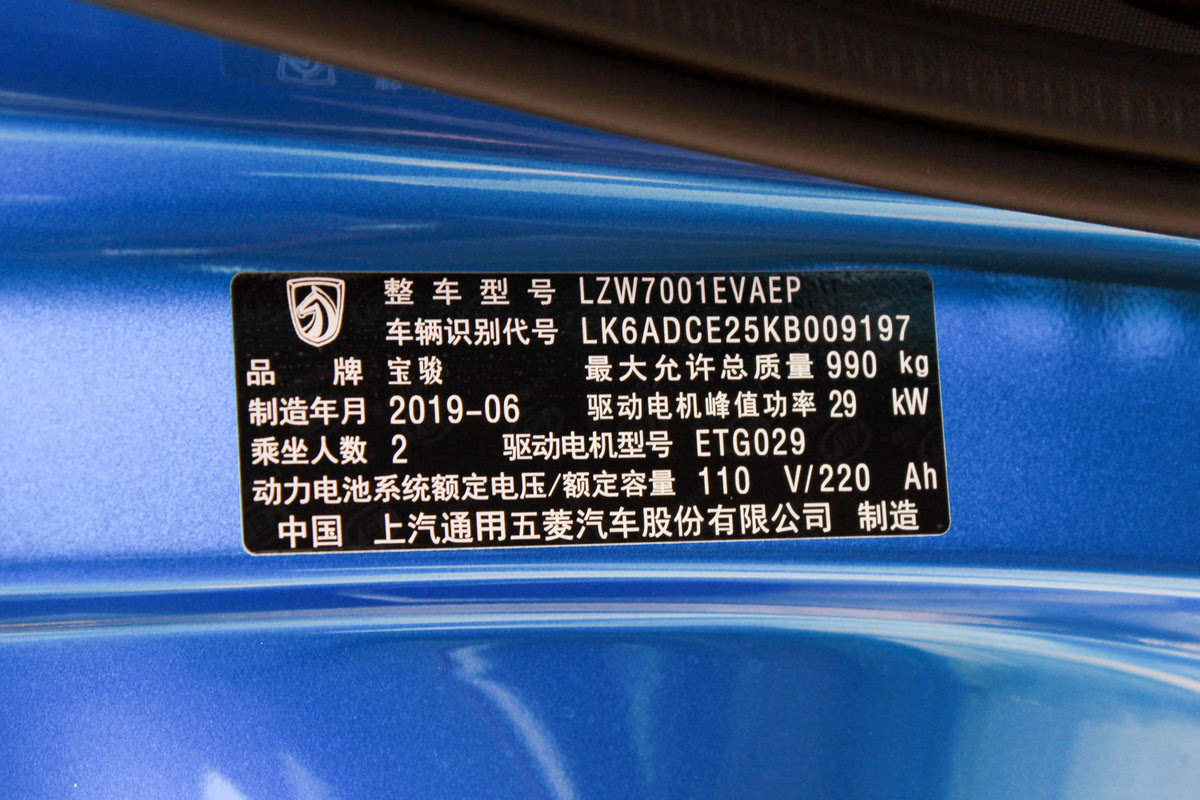 整车型号 LZW7001EVAEP
车辆识别代号 LK6ADCE25KB009197
品牌 宝骏 最大允许总质量 990 kg
制造年月 2019-06 驱动电机峰值功率 29 kW
乘坐人数 2 驱动电机型号 ETG029
动力电池系统额定电压/额定容量 110 V/220 Ah
中国 上汽通用五菱汽车股份有限公司 制造